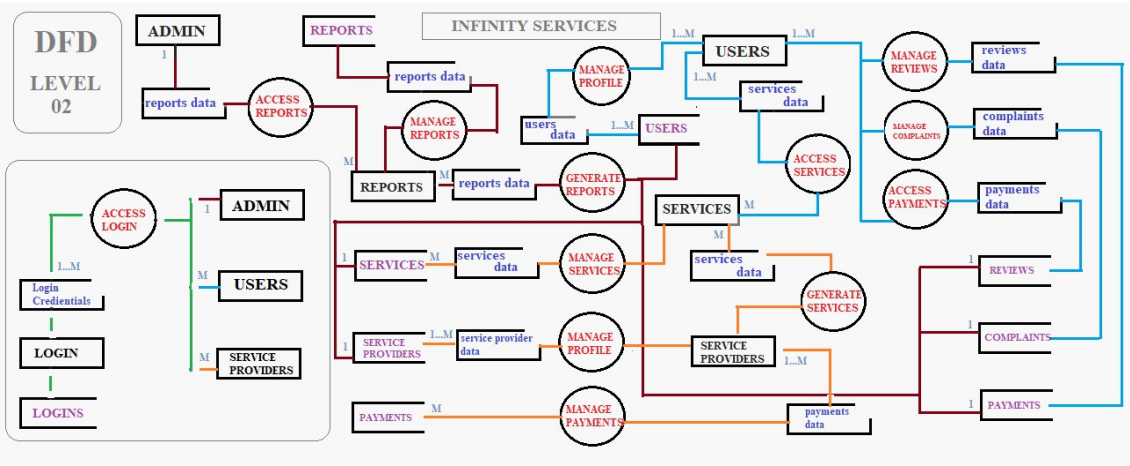 DFD
LEVEL
02
INFINITY SERVICES
ADMIN
1
reports data
ACCESS
REPORTS
M
REPORTS
reports data
MANAGE
REPORTS
REPORTS
M
reports data
GENERATE
REPORTS
MANAGE
PROFILE
users
data
1...M
USERS
1...M
USERS
1...M
1...M
services
data
ACCESS
SERVICES
M
SERVICES
M
MANAGE
REVIEWS
reviews
data
MANAGE
COMPLAINTS
complaints
data
ACCESS
PAYMENTS
payments
data
ACCESS
LOGIN
1
ADMIN
M
USERS
M
SERVICE
PROVIDERS
1...M
Login
Credientials
LOGIN
LOGINS
1
SERVICES
M
services
data
MANAGE
SERVICES
services
data
GENERATE
SERVICES
1
SERVICE
PROVIDERS
1...M
service provider
data
MANAGE
PROFILE
SERVICE
PROVIDERS
1...M
PAYMENTS
M
MANAGE
PAYMENTS
payments
data
1
REVIEWS
1
COMPLAINTS
1
PAYMENTS